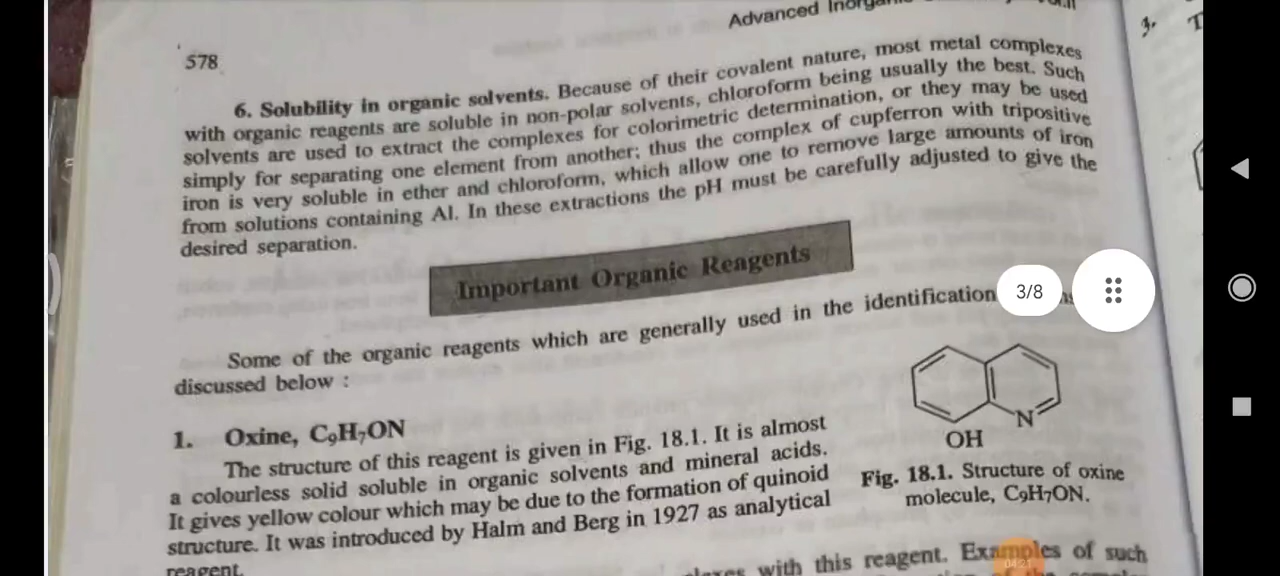 Advanced Inorganic
578
6. Solubility in organic solvents. Because of their covalent nature, most metal complexes
with organic reagents are soluble in non-polar solvents, chloroform being usually the best. Such
solvents are used to extract the complexes for colorimetric determination, or they may be used
simply for separating one element from another; thus the complex of cupferron with tripositive
iron is very soluble in ether and chloroform, which allow one to remove large amounts of iron
from solutions containing Al. In these extractions the pH must be carefully adjusted to give the
desired separation.
Important Organic Reagents
3/8
Some of the organic reagents which are generally used in the identification
discussed below :
1. Oxine, C₉H₇ON
The structure of this reagent is given in Fig. 18.1. It is almost
a colourless solid soluble in organic solvents and mineral acids.
It gives yellow colour which may be due to the formation of quinoid
structure. It was introduced by Halm and Berg in 1927 as analytical
reagent.
N
OH
Fig. 18.1. Structure of oxine
molecule, C₉H₇ON.
with this reagent. Examples of such
04:21
3.